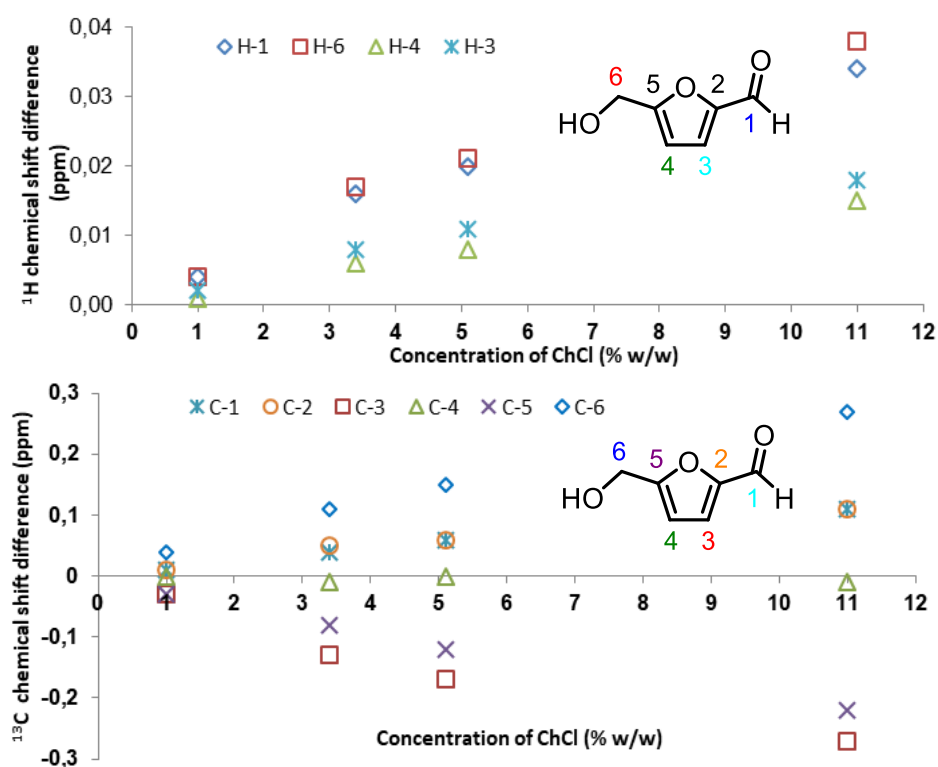 0,04
0,03
0,02
0,01
0,00
¹H chemical shift difference
(ppm)
H-1 H-6 H-4 H-3
6 5 O 2 O
HO 1 H
4 3
0 1 2 3 4 5 6 7 8 9 10 11 12
Concentration of ChCl (% w/w)
0,3
0,2
0,1
0
-0,1
-0,2
-0,3
¹³C chemical shift difference (ppm)
C-1 C-2 C-3 C-4 C-5 C-6
6 5 O 2 O
HO 1 H
4 3
0 1 2 3 4 5 6 7 8 9 10 11 12
Concentration of ChCl (% w/w)